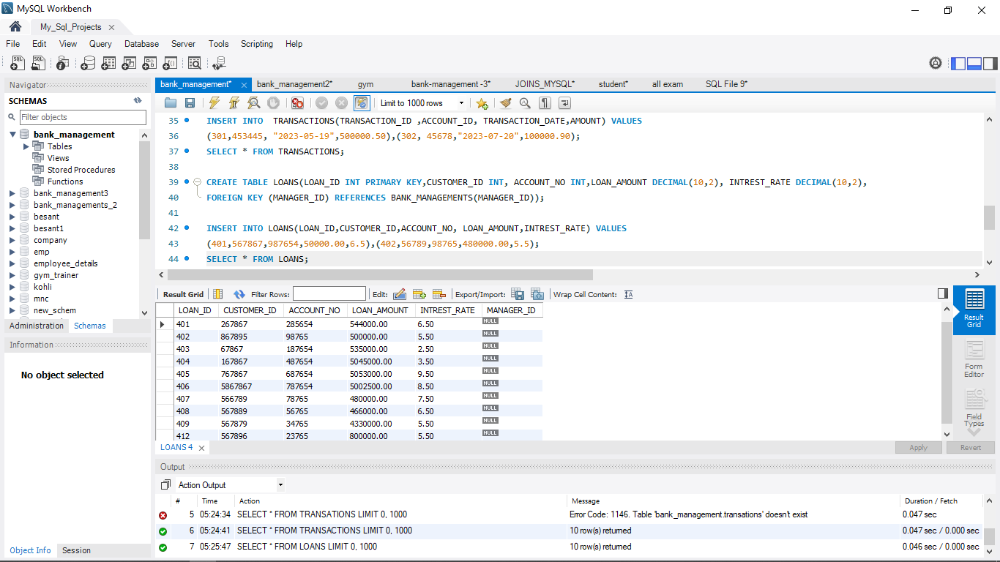 MySQL Workbench
My_Sql_Projects
File Edit View Query Database Server Tools Scripting Help
Navigator
SCHEMAS
Filter objects
bank_management
Tables
Views
Stored Procedures
Functions
bank_management3
bank_managements_2
besant
besant1
company
emp
employee_details
gym_trainer
kohli
mnc
new_schem
Administration Schemas
Information
No object selected
Object Info Session
bank_management* bank_management2* gym bank-management -3* JOINS_MYSQL* student* all exam SQL File 9*
Limit to 1000 rows
35 INSERT INTO  TRANSACTIONS(TRANSACTION_ID ,ACCOUNT_ID, TRANSACTION_DATE,AMOUNT) VALUES
36 (301,453445, "2023-05-19",500000.50),(302, 45678,"2023-07-20",100000.90);
37 SELECT * FROM TRANSACTIONS;
38
39 CREATE TABLE LOANS(LOAN_ID INT PRIMARY KEY,CUSTOMER_ID INT, ACCOUNT_NO INT,LOAN_AMOUNT DECIMAL(10,2), INTREST_RATE DECIMAL(10,2),
40 FOREIGN KEY (MANAGER_ID) REFERENCES BANK_MANAGEMENTS(MANAGER_ID));
41
42 INSERT INTO LOANS(LOAN_ID,CUSTOMER_ID,ACCOUNT_NO, LOAN_AMOUNT,INTREST_RATE) VALUES
43 (401,567867,987654,50000.00,6.5),(402,56789,98765,480000.00,5.5);
44 SELECT * FROM LOANS;
Result Grid Filter Rows: Edit: Export/Import: Wrap Cell Content: IA
LOAN_ID CUSTOMER_ID ACCOUNT_NO LOAN_AMOUNT INTREST_RATE MANAGER_ID
401 267867 285654 544000.00 6.50 NULL
402 867895 98765 500000.00 5.50 NULL
403 67867 187654 535000.00 2.50 NULL
404 167867 487654 5045000.00 3.50 NULL
405 767867 687654 5053000.00 9.50 NULL
406 5867867 787654 5002500.00 8.50 NULL
407 566789 78765 480000.00 7.50 NULL
408 567889 56765 466000.00 6.50 NULL
409 567879 34765 4330000.00 5.50 NULL
412 567896 23765 800000.00 5.50 NULL
Result
Grid
Form
Editor
Field
Types
LOANS 4
Apply Revert
Output
Action Output
# Time Action Message Duration / Fetch
5 05:24:34 SELECT * FROM TRANSATIONS LIMIT 0, 1000 Error Code: 1146. Table 'bank_management.transations' doesn't exist 0.047 sec
6 05:24:41 SELECT * FROM TRANSACTIONS LIMIT 0, 1000 10 row(s) returned 0.047 sec / 0.000 sec
7 05:25:47 SELECT * FROM LOANS LIMIT 0, 1000 10 row(s) returned 0.046 sec / 0.000 sec